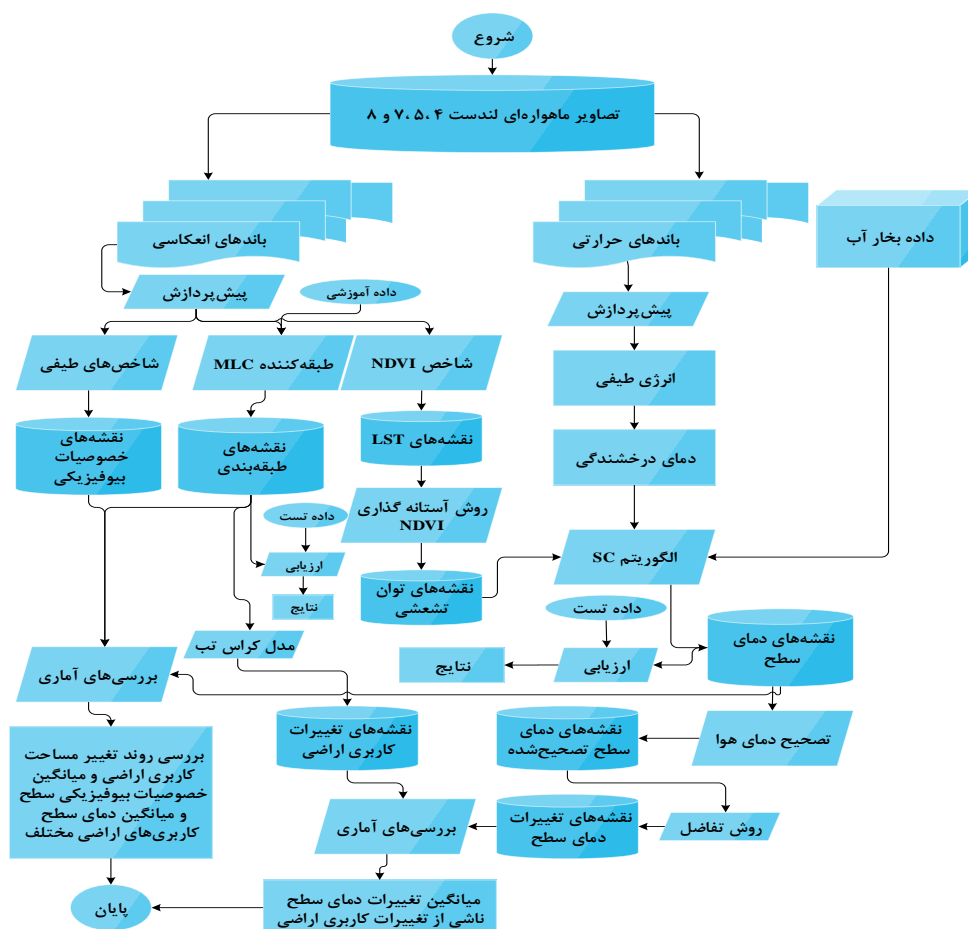 شروع
تصاویر ماهواره‌ای لندست ۴، ۵، ۷ و ۸
باندهای حرارتی
باندهای انعکاسی
داده بخار آب
پیش‌پردازش
پیش‌پردازش
داده آموزشی
شاخص NDVI
طبقه‌کننده MLC
شاخص‌های طیفی
انرژی طیفی
نقشه‌های LST
نقشه‌های
طبقه‌بندی
نقشه‌های
خصوصیات
بیوفیزیکی
دمای درخشندگی
روش آستانه گذاری
NDVI
داده تست
ارزیابی
نتایج
الگوریتم SC
نقشه‌های توان
تشعشی
داده تست
ارزیابی
نتایج
نقشه‌های دمای
سطح
مدل کراس تب
بررسی‌های آماری
تصحیح دمای هوا
نقشه‌های دمای
سطح تصحیح‌شده
نقشه‌های تغییرات
کاربری اراضی
بررسی روند تغییر مساحت
کاربری اراضی و میانگین
خصوصیات بیوفیزیکی سطح
و میانگین دمای سطح
کاربری‌های اراضی مختلف
روش تفاضل
نقشه‌های تغییرات
دمای سطح
بررسی‌های آماری
میانگین تغییرات دمای سطح
ناشی از تغییرات کاربری اراضی
پایان